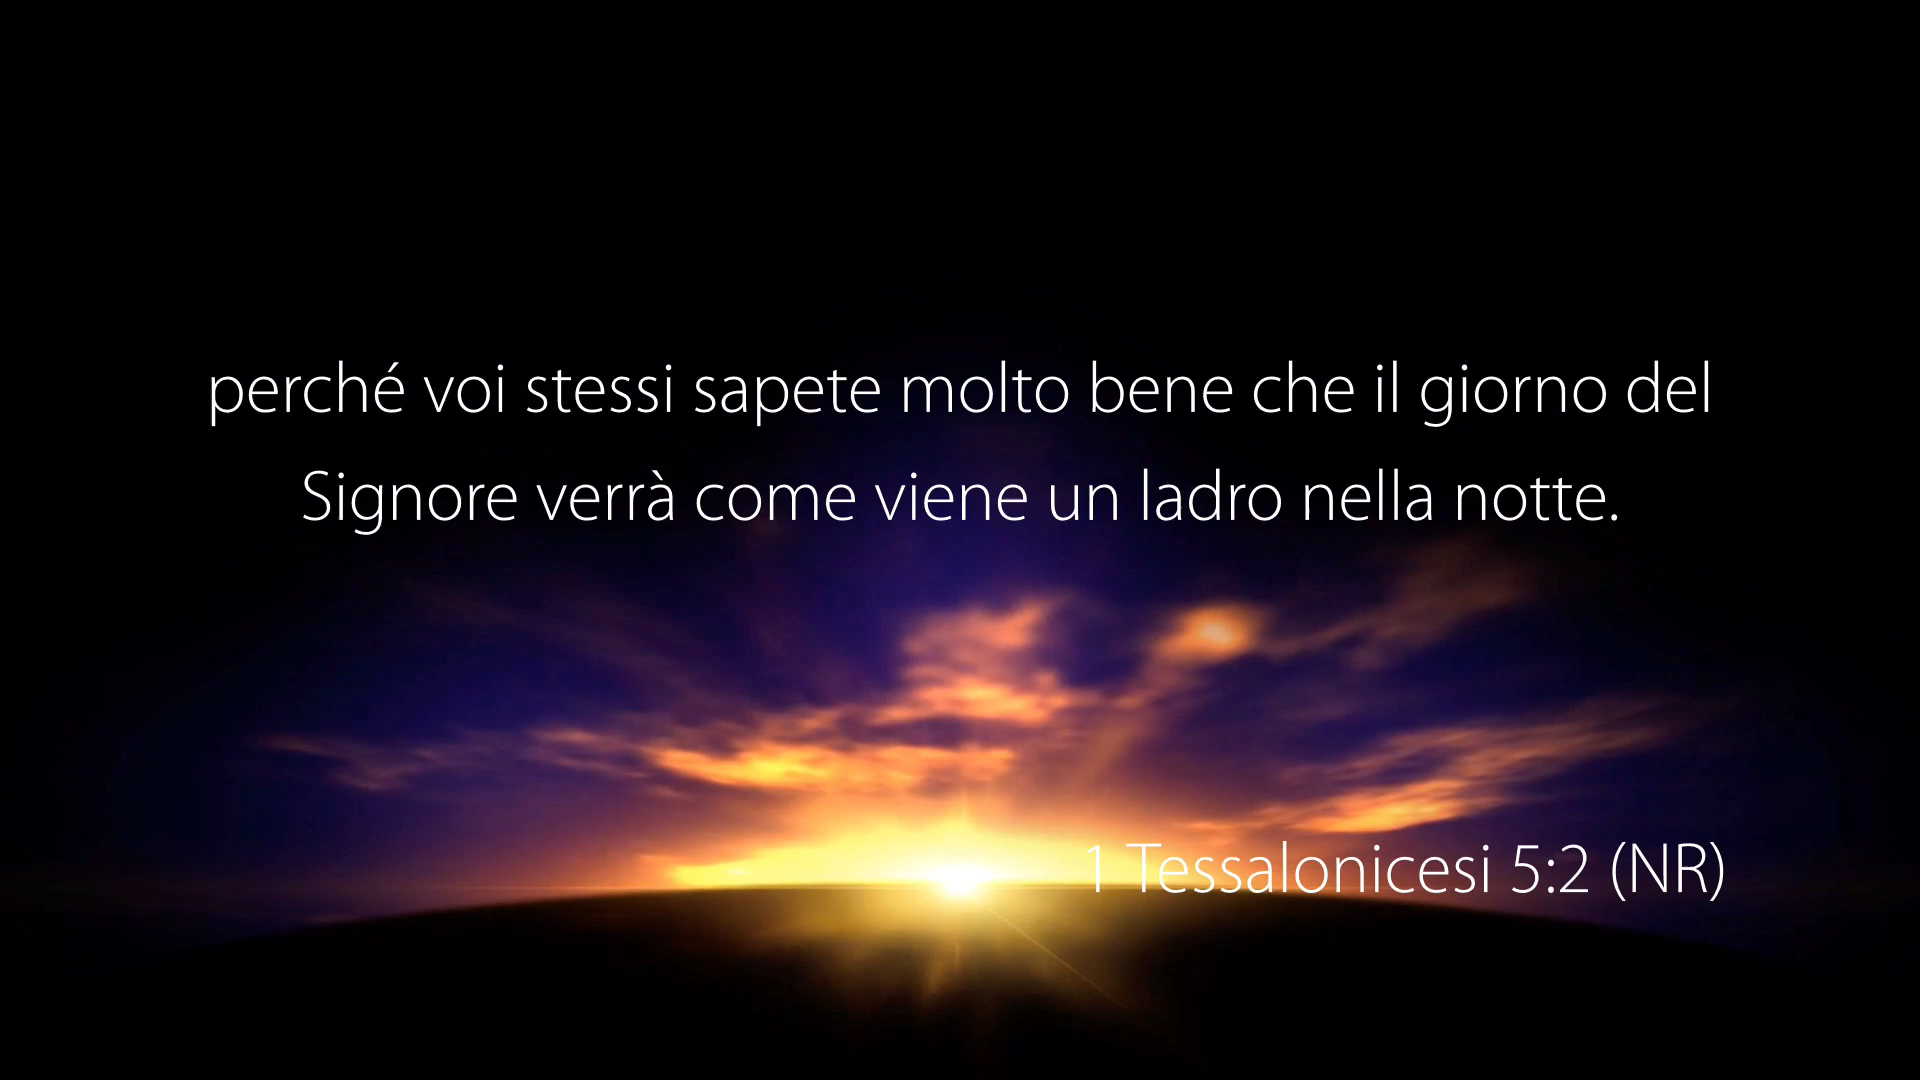 perché voi stessi sapete molto bene che il giorno del
Signore verrà come viene un ladro nella notte.
1 Tessalonicesi 5:2 (NR)